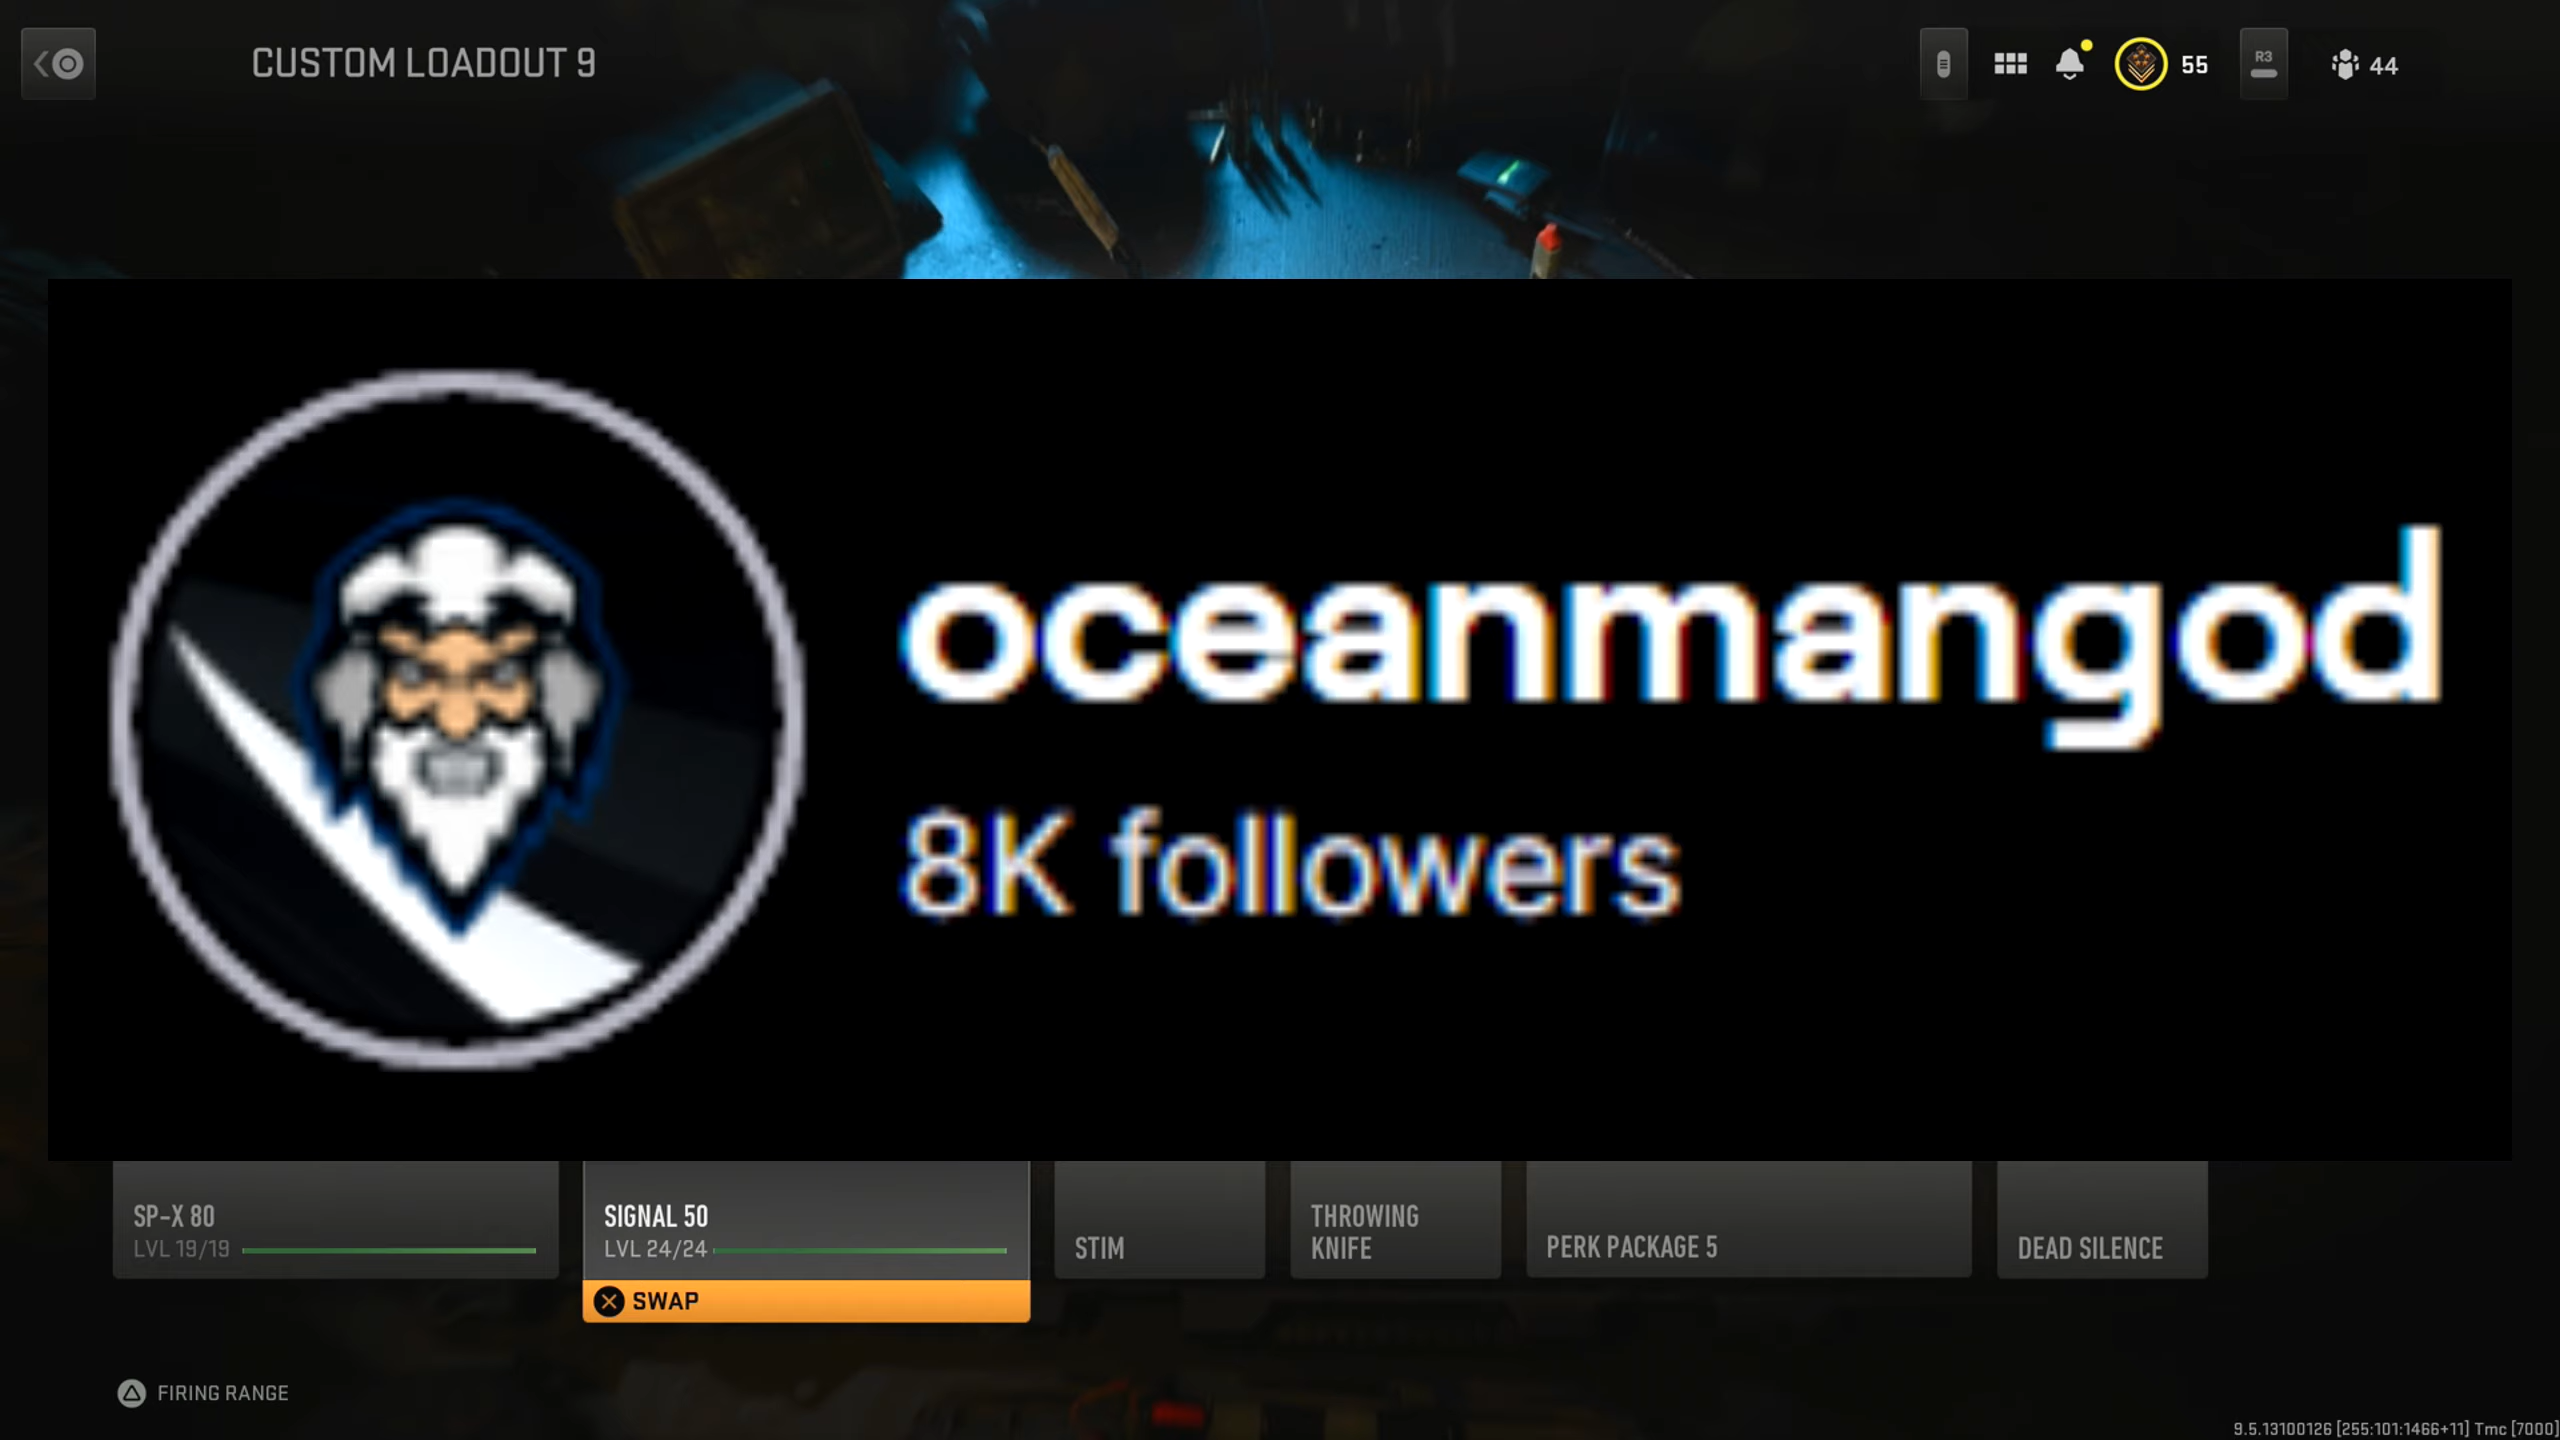 CUSTOM LOADOUT 9
55
R3
44
oceanmangod
8K followers
SP-X 80
LVL 19/19
SIGNAL 50
LVL 24/24
SWAP
STIM
THROWING
KNIFE
PERK PACKAGE 5
DEAD SILENCE
FIRING RANGE
9.5.13100126 [255:101:1466+11] Tmc [7000]